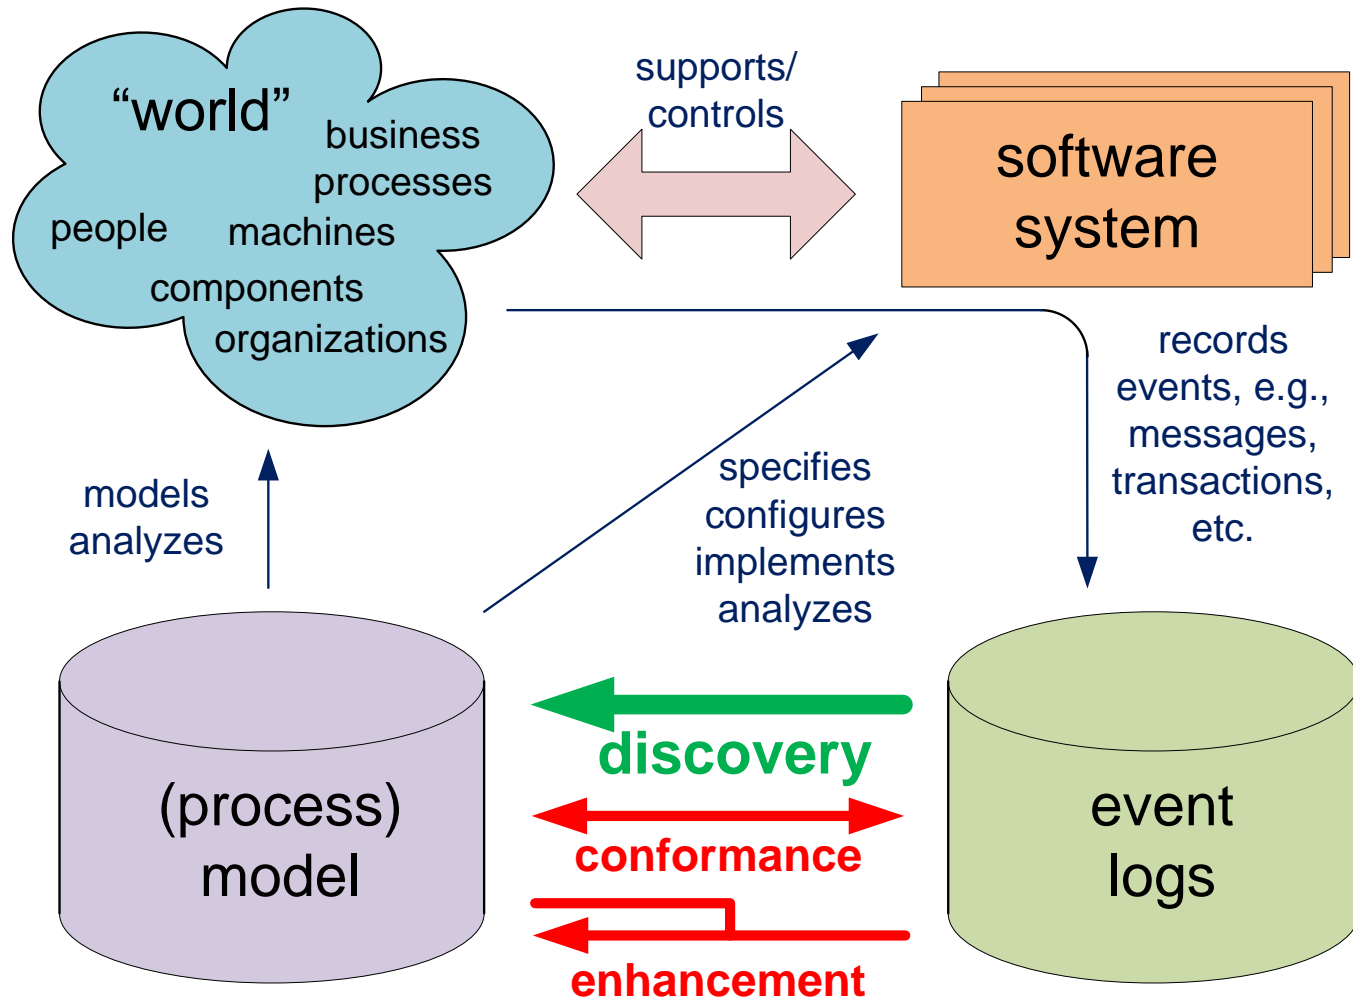 “world”
business
processes
people
machines
components
organizations
supports/
controls
software
system
records
events, e.g.,
messages,
transactions,
etc.
models
analyzes
specifies
configures
implements
analyzes
discovery
(process)
model
conformance
event
logs
enhancement